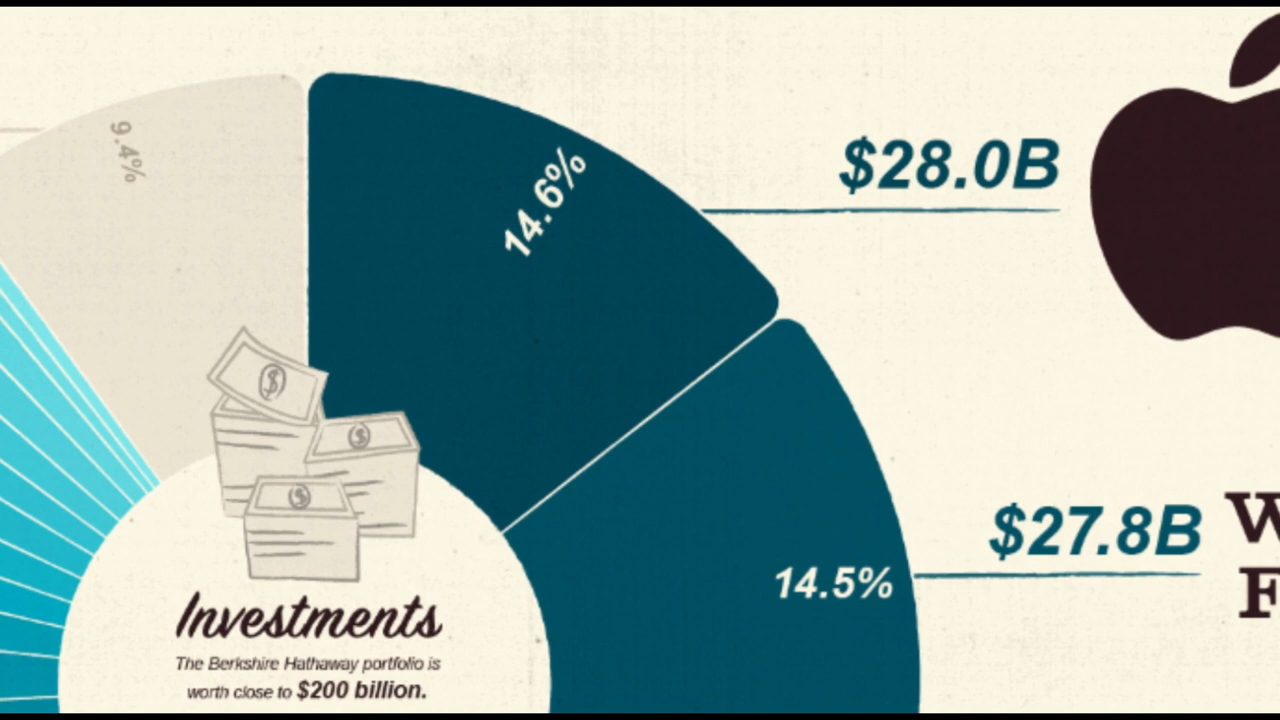 9.4%
14.6%
$28.0B
$27.8B
W
F
14.5%
Investments
The Berkshire Hathaway portfolio is
worth close to $200 billion.